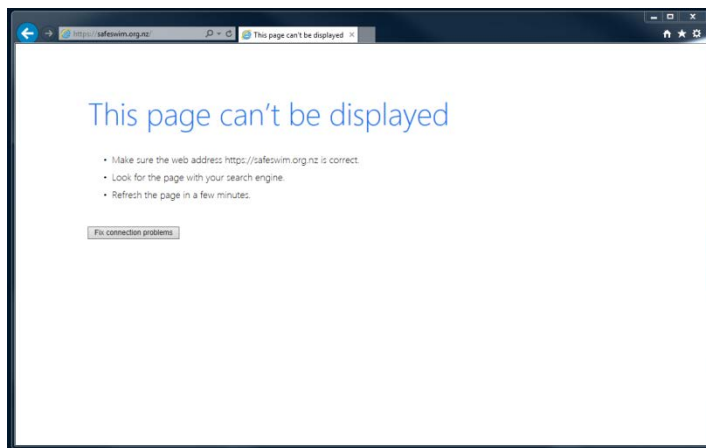 https://safeswim.org.nz/
This page can't be displayed
This page can't be displayed
• Make sure the web address https://safeswim.org.nz is correct.
• Look for the page with your search engine.
• Refresh the page in a few minutes.
Fix connection problems